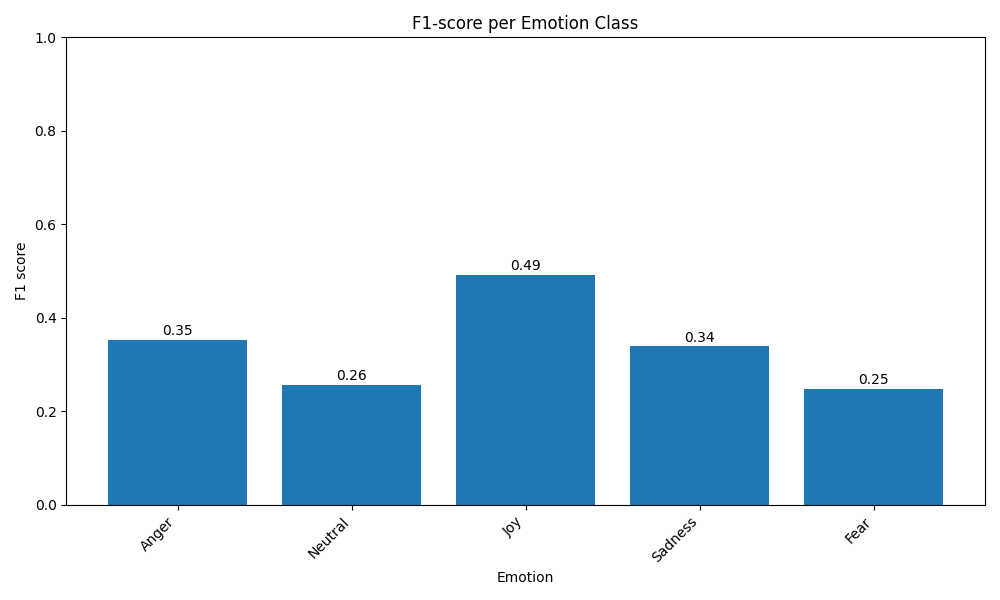 F1-score per Emotion Class
F1 score
1.0
0.8
0.6
0.4
0.2
0.0
0.35
0.26
0.49
0.34
0.25
Anger
Neutral
Joy
Sadness
Fear
Emotion